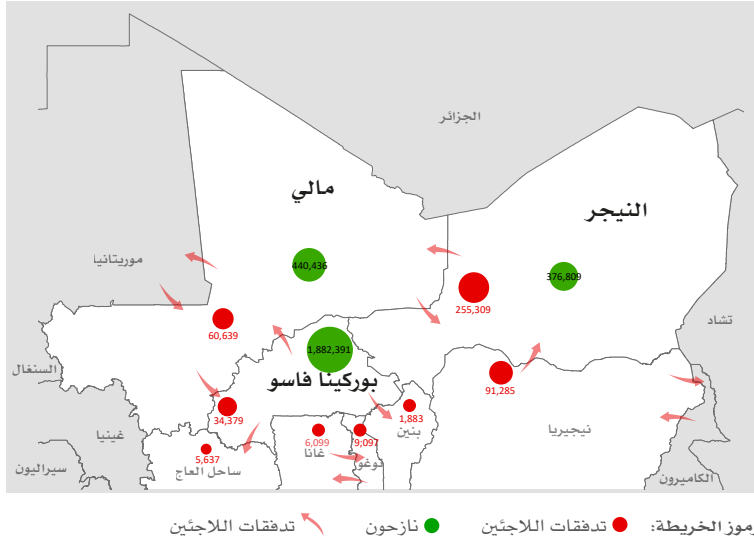 الجزائر
مالي
النيجر
موريتانيا
440,436
376,809
255,309
تشاد
60,639
1,882,391
السنغال
بوركينا فاسو
91,285
34,379
1,883
بنين
نيجيريا
غينيا
6,099
9,097
غانا
توغو
5,637
ساحل العاج
سيراليون
الكاميرون
رموز الخريطة: تدفقات اللاجئين نازحون تدفقات اللاجئين